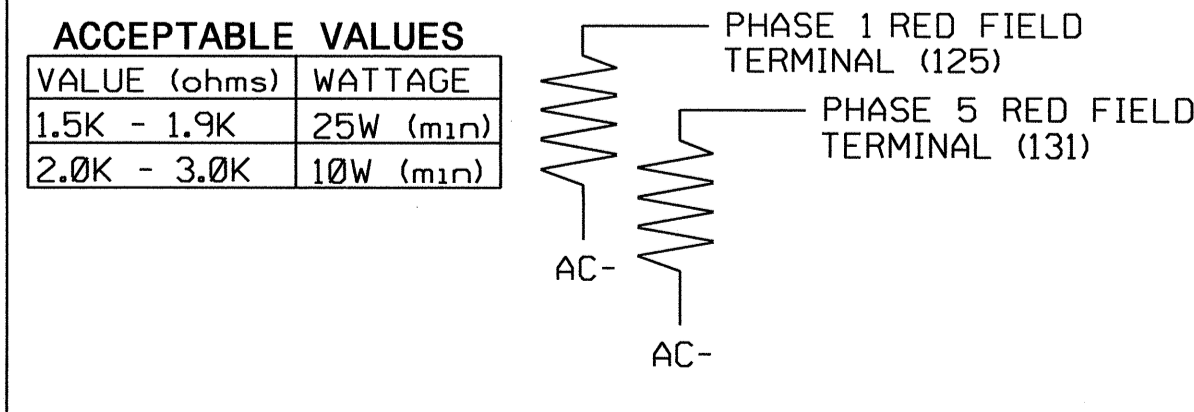 ACCEPTABLE VALUES
VALUE (ohms) WATTAGE
1.5K - 1.9K 25W (min)
2.0K - 3.0K 10W (min)
PHASE 1 RED FIELD
TERMINAL (125)
PHASE 5 RED FIELD
TERMINAL (131)
AC-
AC-